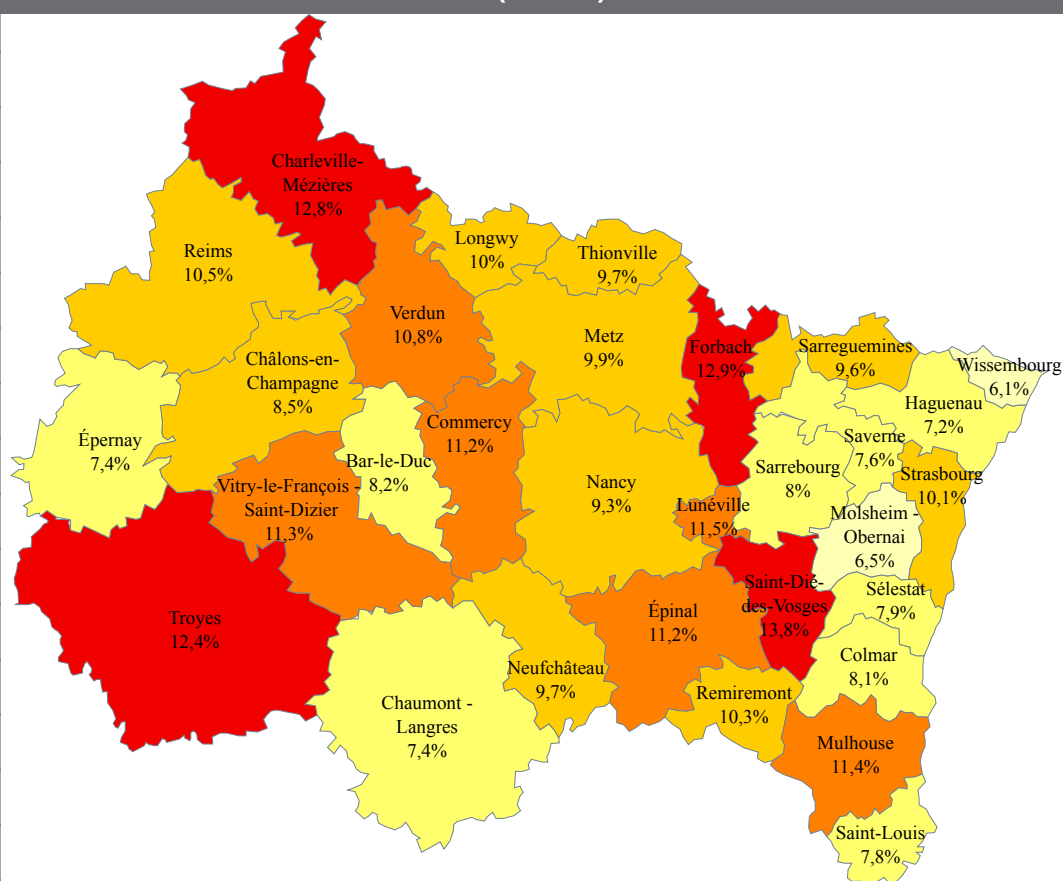 Charleville-
Mézières
12,8%
Reims
10,5%
Longwy
10%
Thionville
9,7%
Verdun
10,8%
Metz
9,9%
Forbach
12,9%
Sarreguemines
9,6%
Wissembourg
6,1%
Châlons-en-
Champagne
8,5%
Haguenau
7,2%
Épernay
7,4%
Commercy
11,2%
Saverne
7,6%
Bar-le-Duc
8,2%
Sarrebourg
8%
Strasbourg
10,1%
Vitry-le-François -
Saint-Dizier
11,3%
Nancy
9,3%
Lunéville
11,5%
Molsheim -
Obernai
6,5%
Troyes
12,4%
Épinal
11,2%
Saint-Dié-
des-Vosges
13,8%
Sélestat
7,9%
Neufchâteau
9,7%
Colmar
8,1%
Chaumont -
Langres
7,4%
Remiremont
10,3%
Mulhouse
11,4%
Saint-Louis
7,8%